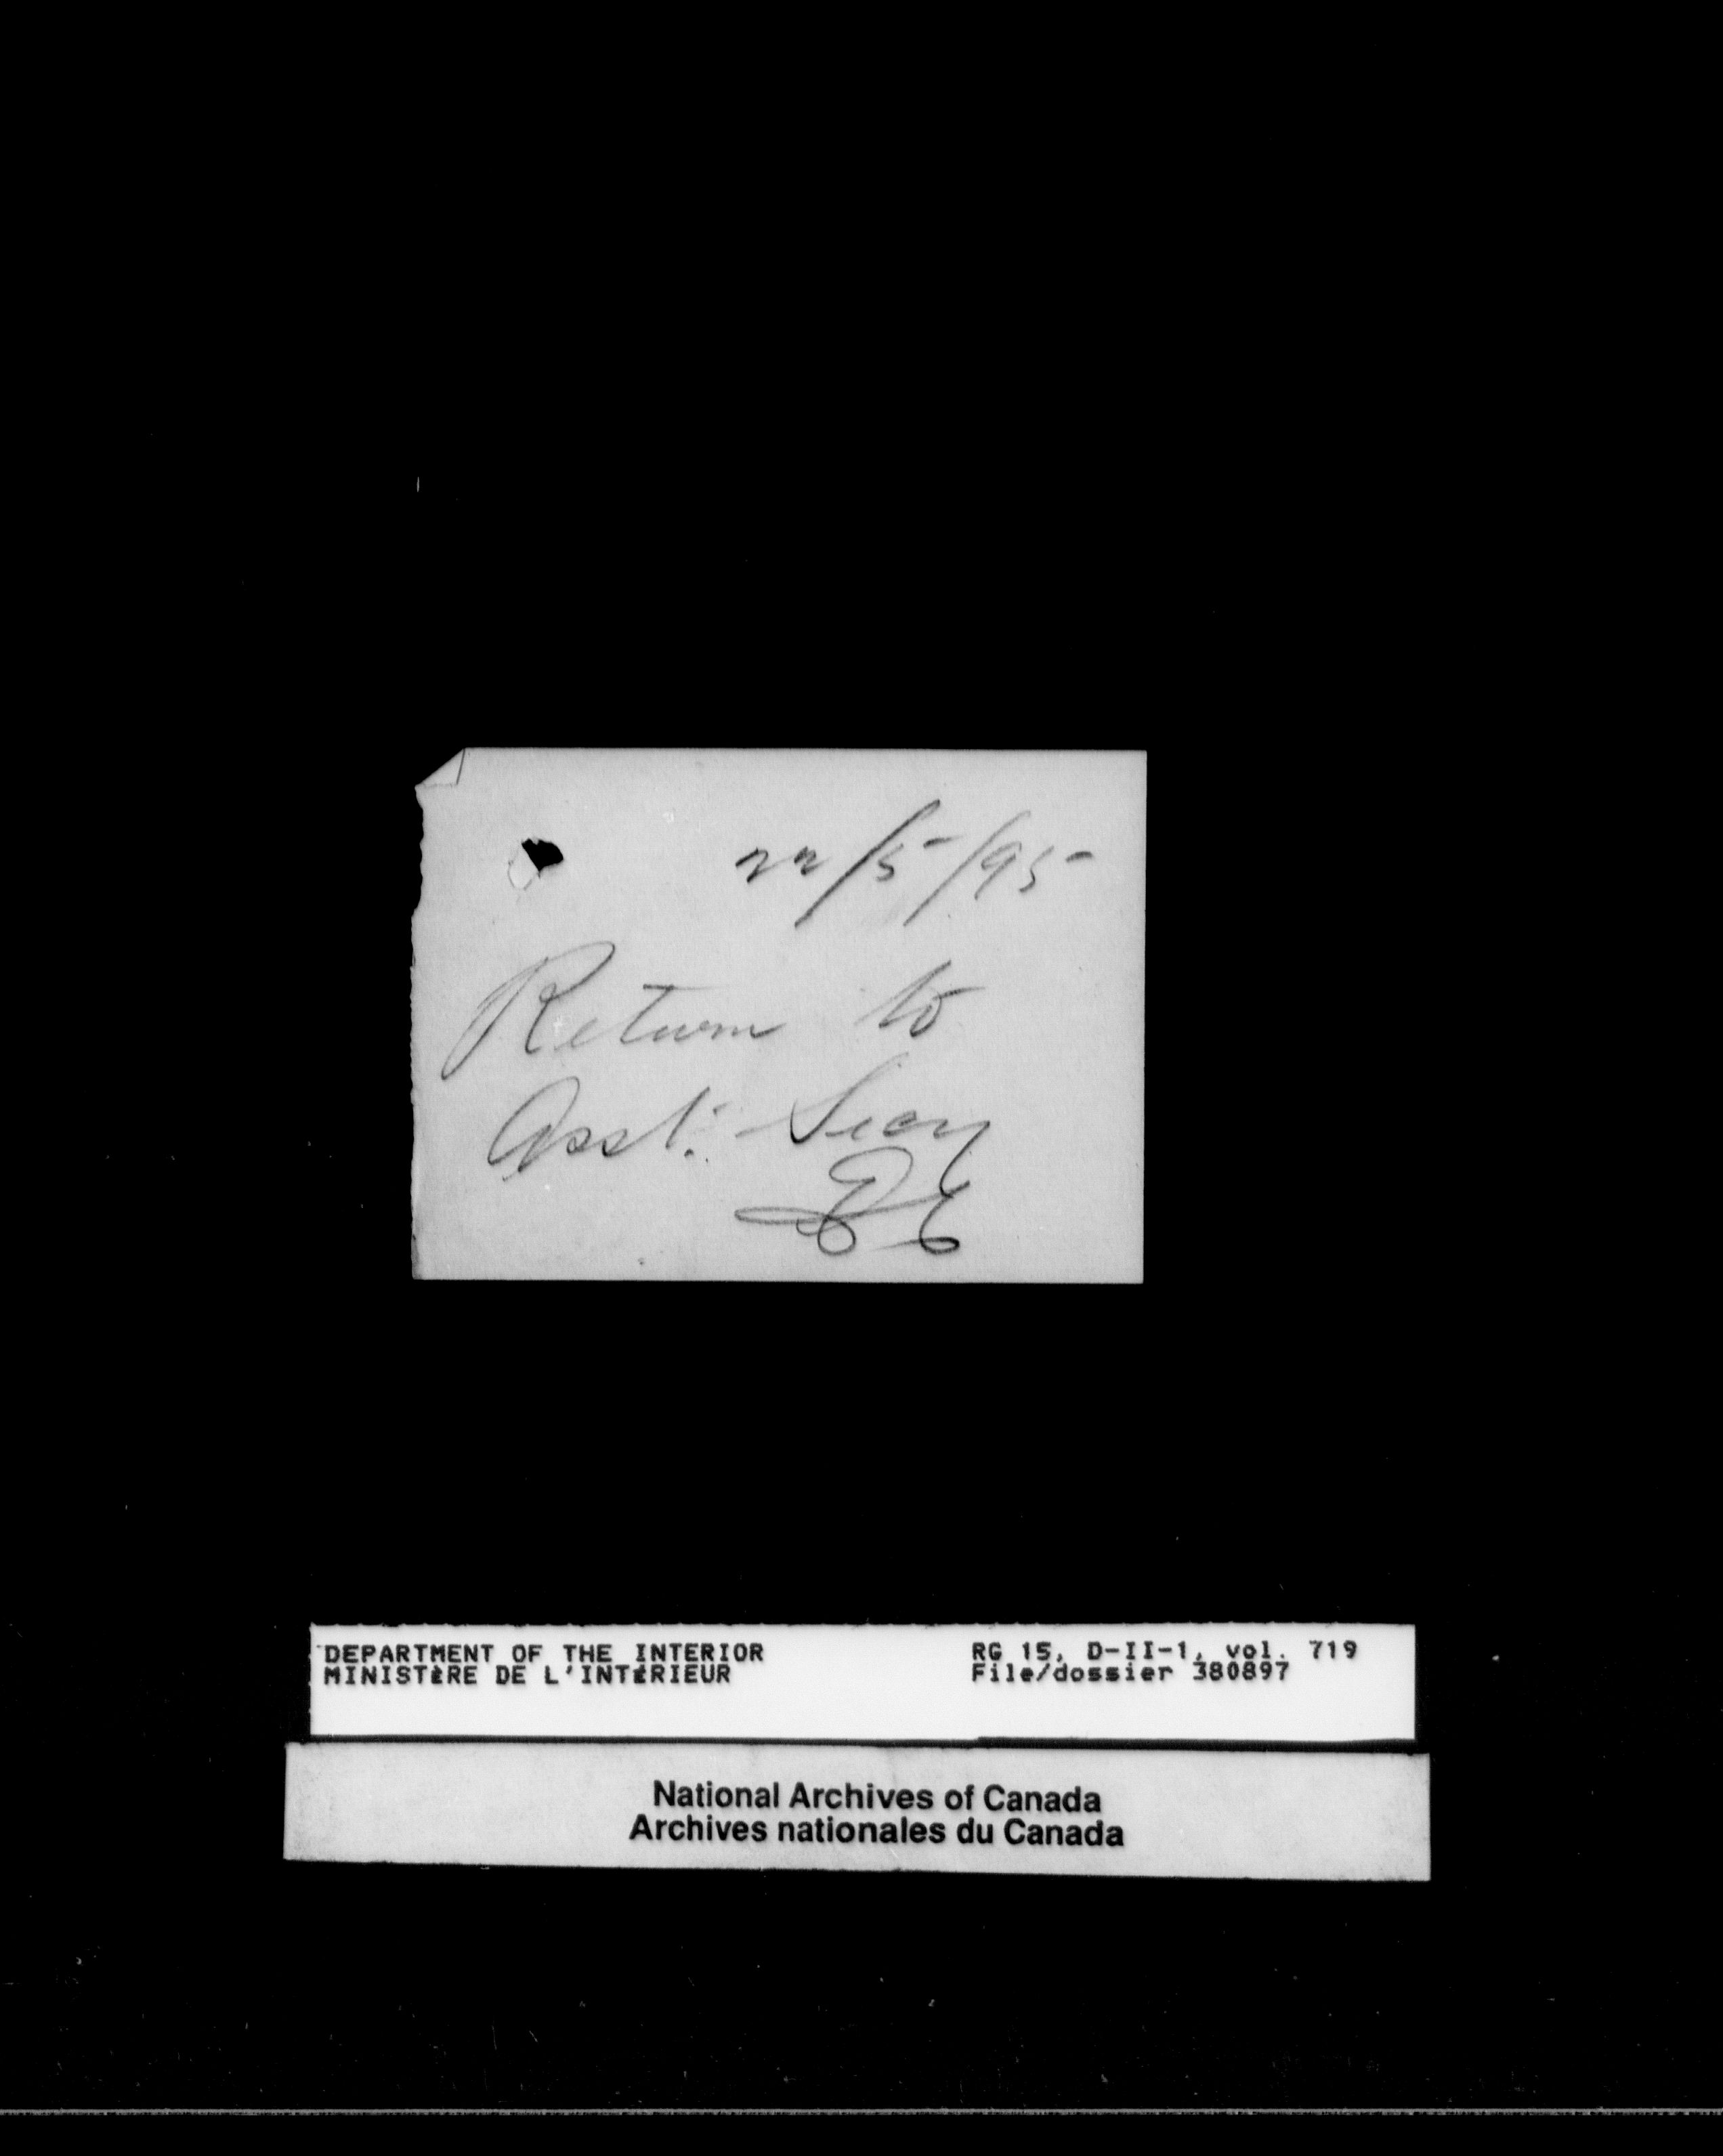 22/5/95
Return to
Asst. Secy
DEPARTMENT OF THE INTERIOR
MINISTÈRE DE L'INTÉRIEUR
RG 15, D-II-1, vol. 719
File/dossier 380897
National Archives of Canada
Archives nationales du Canada